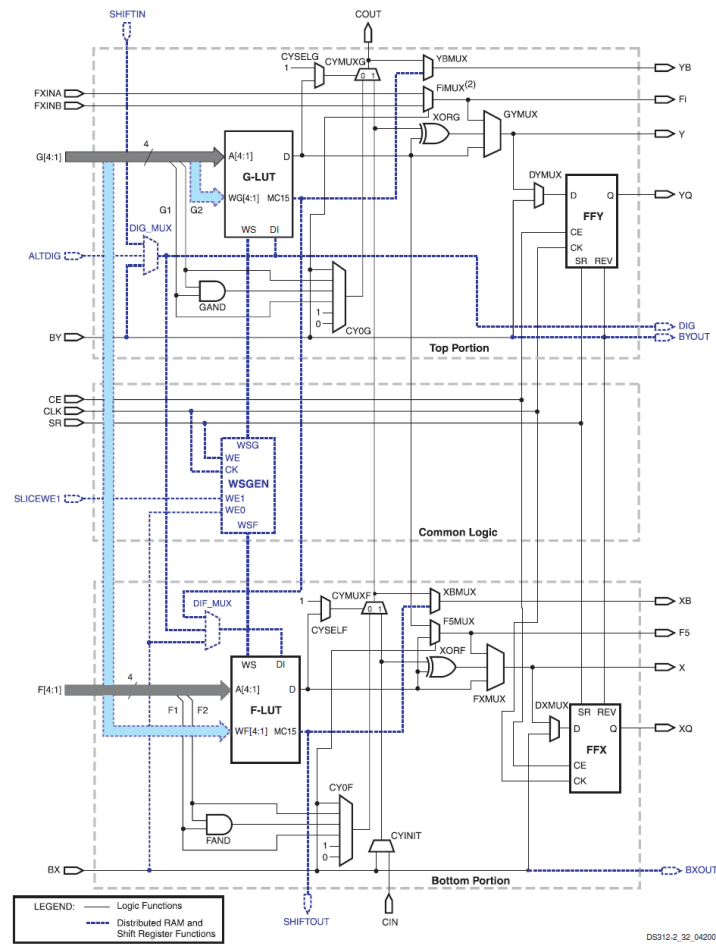 SHIFTIN
COUT
CYSELG
CYMUXG
YBMUX
1
0 1
YB
FXINA
FXINB
FiMUX(2)
Fi
XORG
GYMUX
Y
G[4:1]
4
A[4:1]
D
G-LUT
WG[4:1]
MC15
WS
DI
G1
G2
DYMUX
D
Q
YQ
FFY
CE
CK
SR REV
DIG_MUX
ALTDIG
GAND
1
0
CY0G
BY
DIG
BYOUT
Top Portion
CE
CLK
SR
WSG
WE
CK
WSGEN
SLICEWE1
WE1
WE0
WSF
Common Logic
DIF_MUX
1
CYMUXF
0 1
CYSELF
XBMUX
XB
F5MUX
F5
XORF
X
FXMUX
F[4:1]
4
WS
DI
A[4:1]
D
F-LUT
WF[4:1]
MC15
F1
F2
DXMUX
SR REV
D
Q
XQ
FFX
CE
CK
CY0F
FAND
1
0
CYINIT
BX
BXOUT
Bottom Portion
LEGEND:
Logic Functions
Distributed RAM and
Shift Register Functions
SHIFTOUT
CIN
DS312-2_32_04200